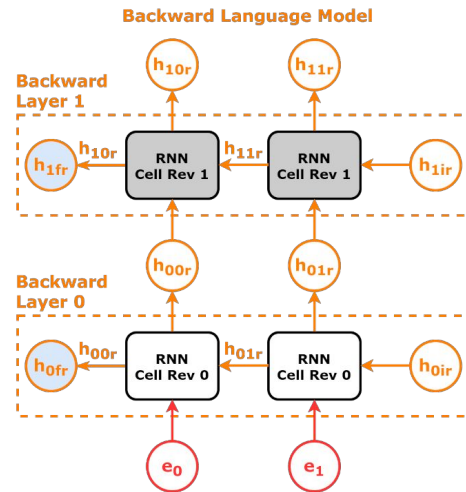 Backward Language Model
h10r
h11r
Backward
Layer 1
h1fr
h10r
RNN
Cell Rev 1
h11r
RNN
Cell Rev 1
h1ir
h00r
h01r
Backward
Layer 0
h0fr
h00r
RNN
Cell Rev 0
h01r
RNN
Cell Rev 0
h0ir
e0
e1